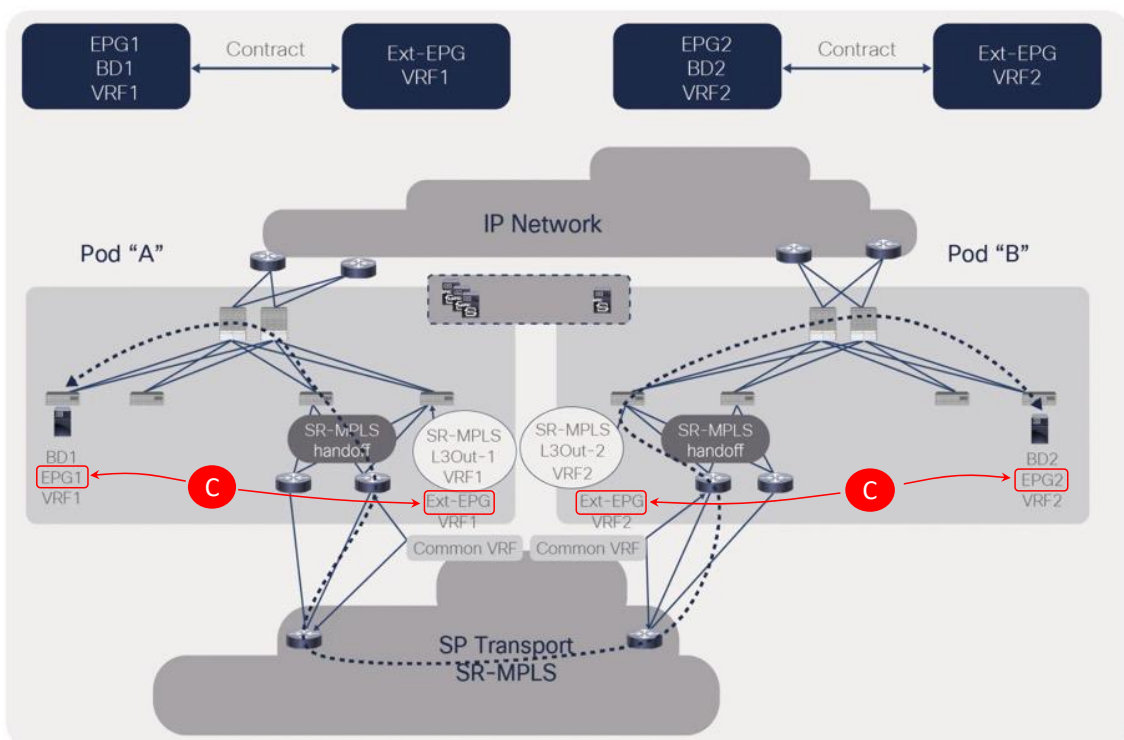 EPG1
BD1
VRF1
Contract
Ext-EPG
VRF1
EPG2
BD2
VRF2
Contract
Ext-EPG
VRF2
IP Network
Pod “A”
Pod “B”
SR-MPLS
handoff
SR-MPLS
L3Out-1
VRF1
SR-MPLS
L3Out-2
VRF2
SR-MPLS
handoff
BD1
EPG1
VRF1
C
Ext-EPG
VRF1
Ext-EPG
VRF2
C
BD2
EPG2
VRF2
Common VRF
Common VRF
SP Transport
SR-MPLS